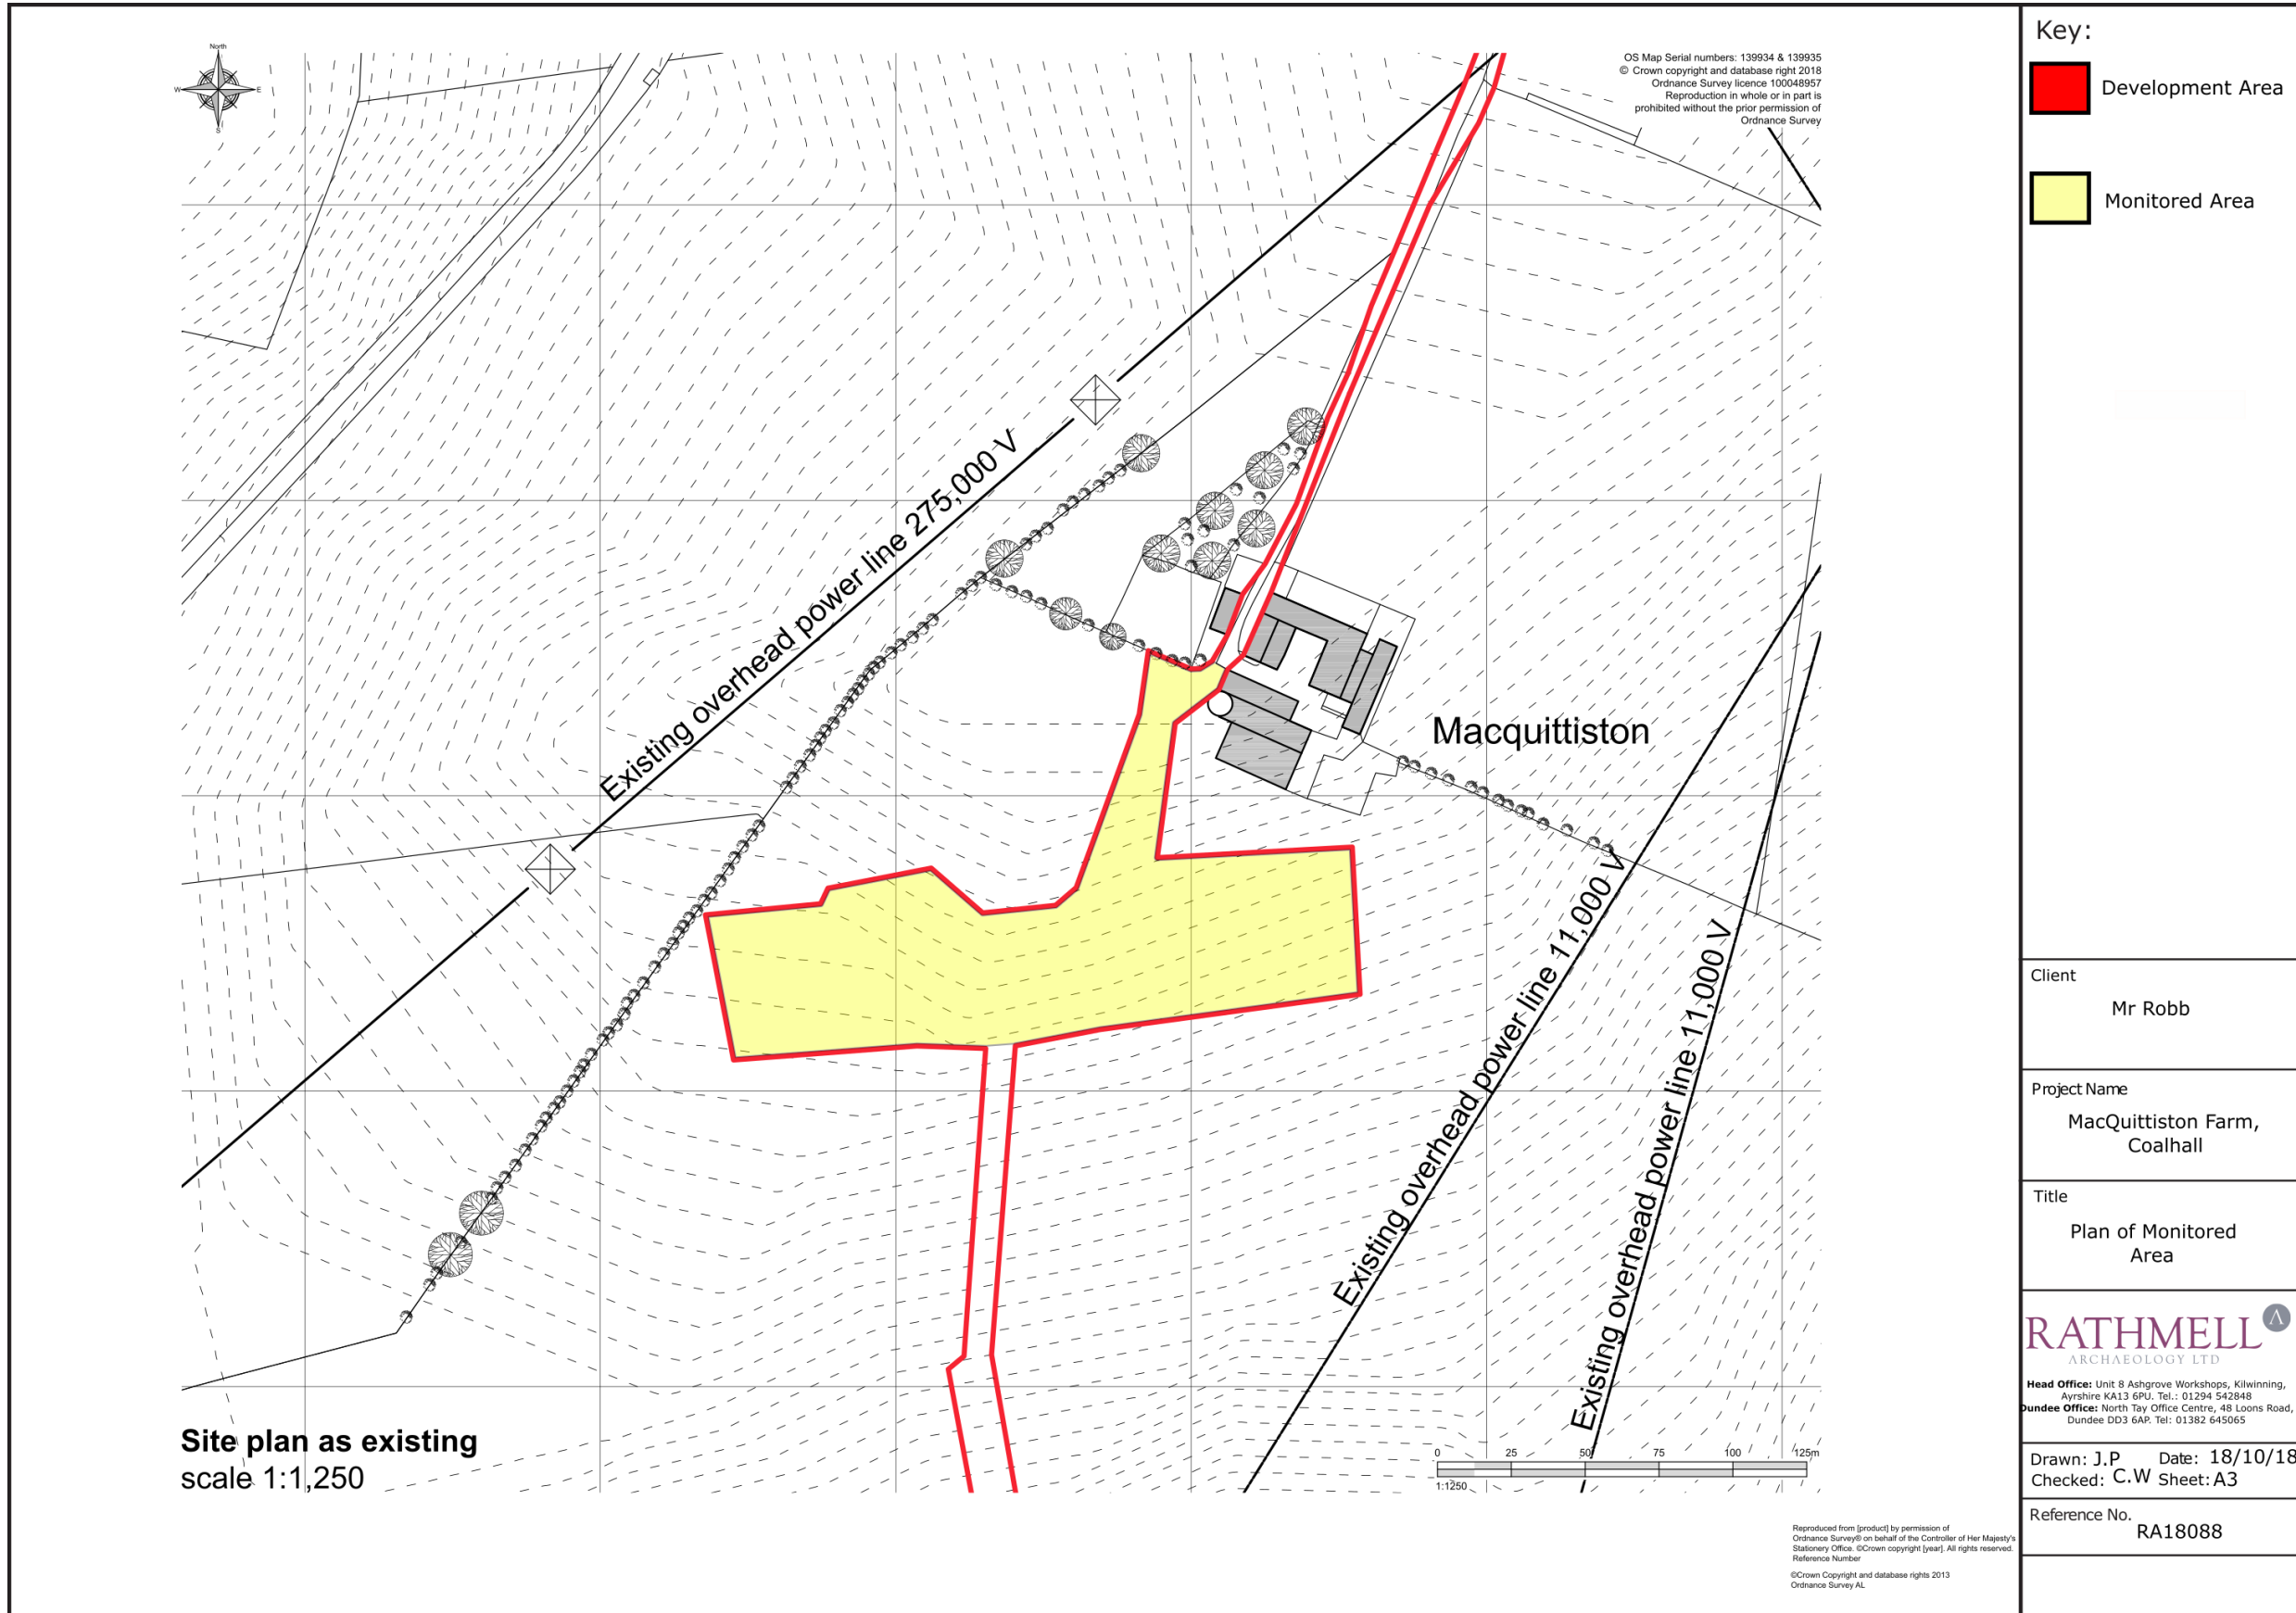 North
W
E
S
OS Map Serial numbers: 139934 & 139935
© Crown copyright and database right 2018
Ordnance Survey licence 100048957
Reproduction in whole or in part is
prohibited without the prior permission of
Ordnance Survey
Existing overhead power line 275,000 V
Macquittiston
Existing overhead power line 11,000 V
Existing overhead power line 11,000 V
Site plan as existing
scale 1:1,250
0 25 50 75 100 125m
1:1250
Reproduced from [product] by permission of
Ordnance Survey® on behalf of the Controller of Her Majesty's
Stationery Office. ©Crown copyright [year]. All rights reserved.
Reference Number
©Crown Copyright and database rights 2013
Ordnance Survey AL
Key:
Development Area
Monitored Area
Client
Mr Robb
Project Name
MacQuittiston Farm,
Coalhall
Title
Plan of Monitored
Area
RATHMELL
ARCHAEOLOGY LTD
Head Office: Unit 8 Ashgrove Workshops, Kilwinning,
Ayrshire KA13 6PU. Tel.: 01294 542848
Dundee Office: North Tay Office Centre, 48 Loons Road,
Dundee DD3 6AP. Tel: 01382 645065
Drawn: J.P Date: 18/10/18
Checked: C.W Sheet: A3
Reference No.
RA18088